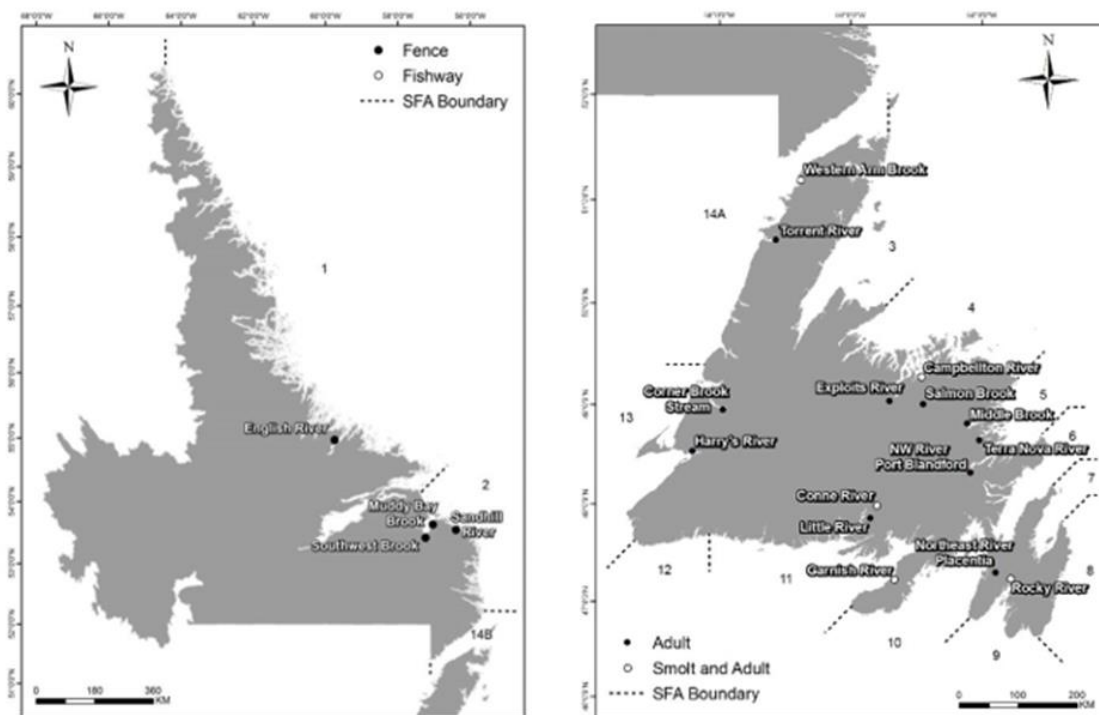 N
Fence
Fishway
SFA Boundary
1
English River
2
Muddy Bay
Brook
Sandhill
River
Southwest Brook
14B
0 180 360
KM
N
Western Arm Brook
14A
Torrent River
3
4
Campbellton River
Corner Brook
Stream
Exploits River
Salmon Brook
5
Middle Brook
13
Harry's River
6
NW River
Port Blandford
Terra Nova River
7
Conne River
Little River
Northeast River
Placentia
8
12
11
Garnish River
Rocky River
10
9
Adult
Smolt and Adult
SFA Boundary
0 100 200
KM